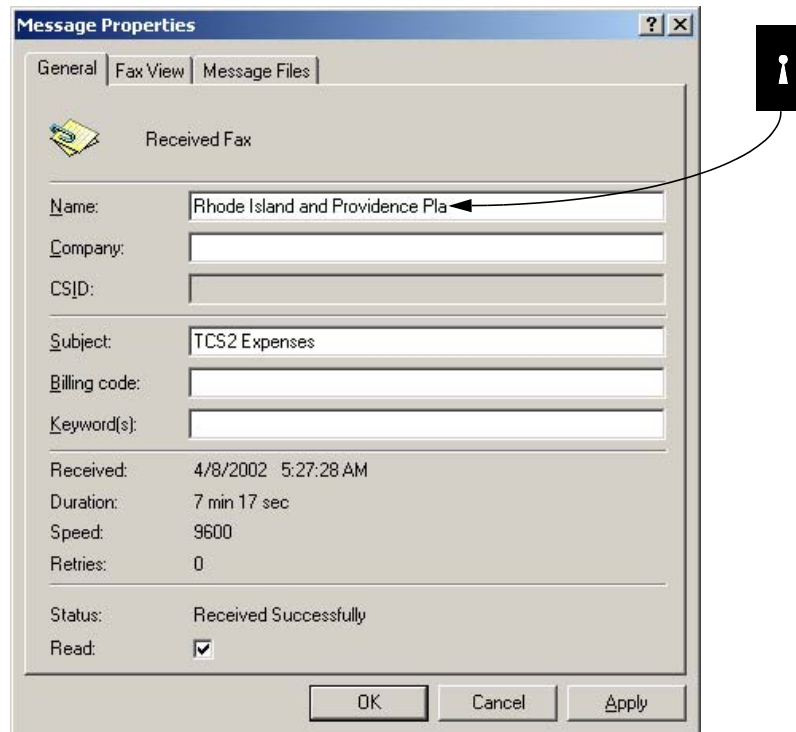 Message Properties
General Fax View Message Files
Received Fax
Name: Rhode Island and Providence Pla
Company:
CSID:
Subject: TCS2 Expenses
Billing code:
Keyword(s):
Received: 4/8/2002 5:27:28 AM
Duration: 7 min 17 sec
Speed: 9600
Retries: 0
Status: Received Successfully
Read:
OK Cancel Apply